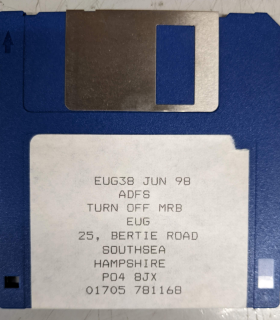 EUG38 JUN 98
ADFS
TURN OFF MRB
EUG
25, BERTIE ROAD
SOUTHSEA
HAMPSHIRE
PO4 8JX
01705 781168